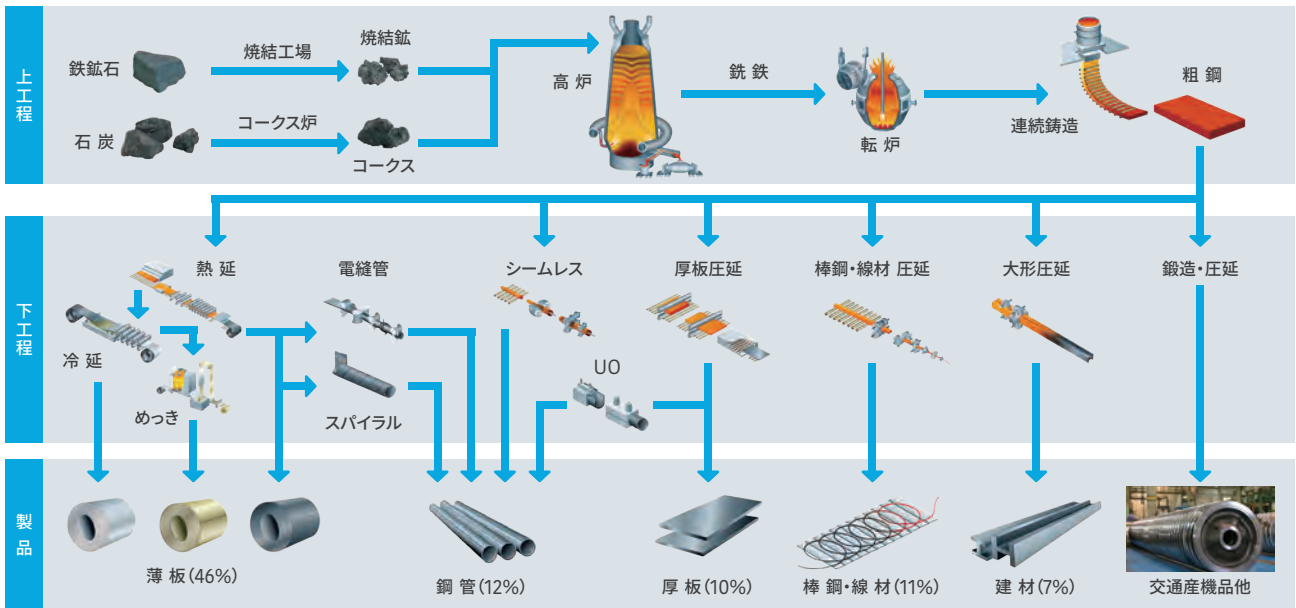 上工程
鉄鉱石
焼結工場
焼結鉱
石炭
コークス炉
コークス
高炉
銑鉄
転炉
連続鋳造
粗鋼
下工程
熱延
電縫管
シームレス
厚板圧延
棒鋼・線材 圧延
大形圧延
鍛造・圧延
冷延
めっき
スパイラル
UO
製品
薄板(46%)
鋼管(12%)
厚板(10%)
棒鋼・線材(11%)
建材(7%)
交通産機品他